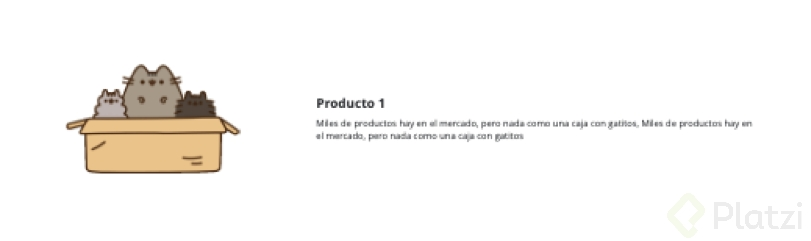 Producto 1
Miles de productos hay en el mercado, pero nada como una caja con gatitos, Miles de productos hay en
el mercado, pero nada como una caja con gatitos
Platzi